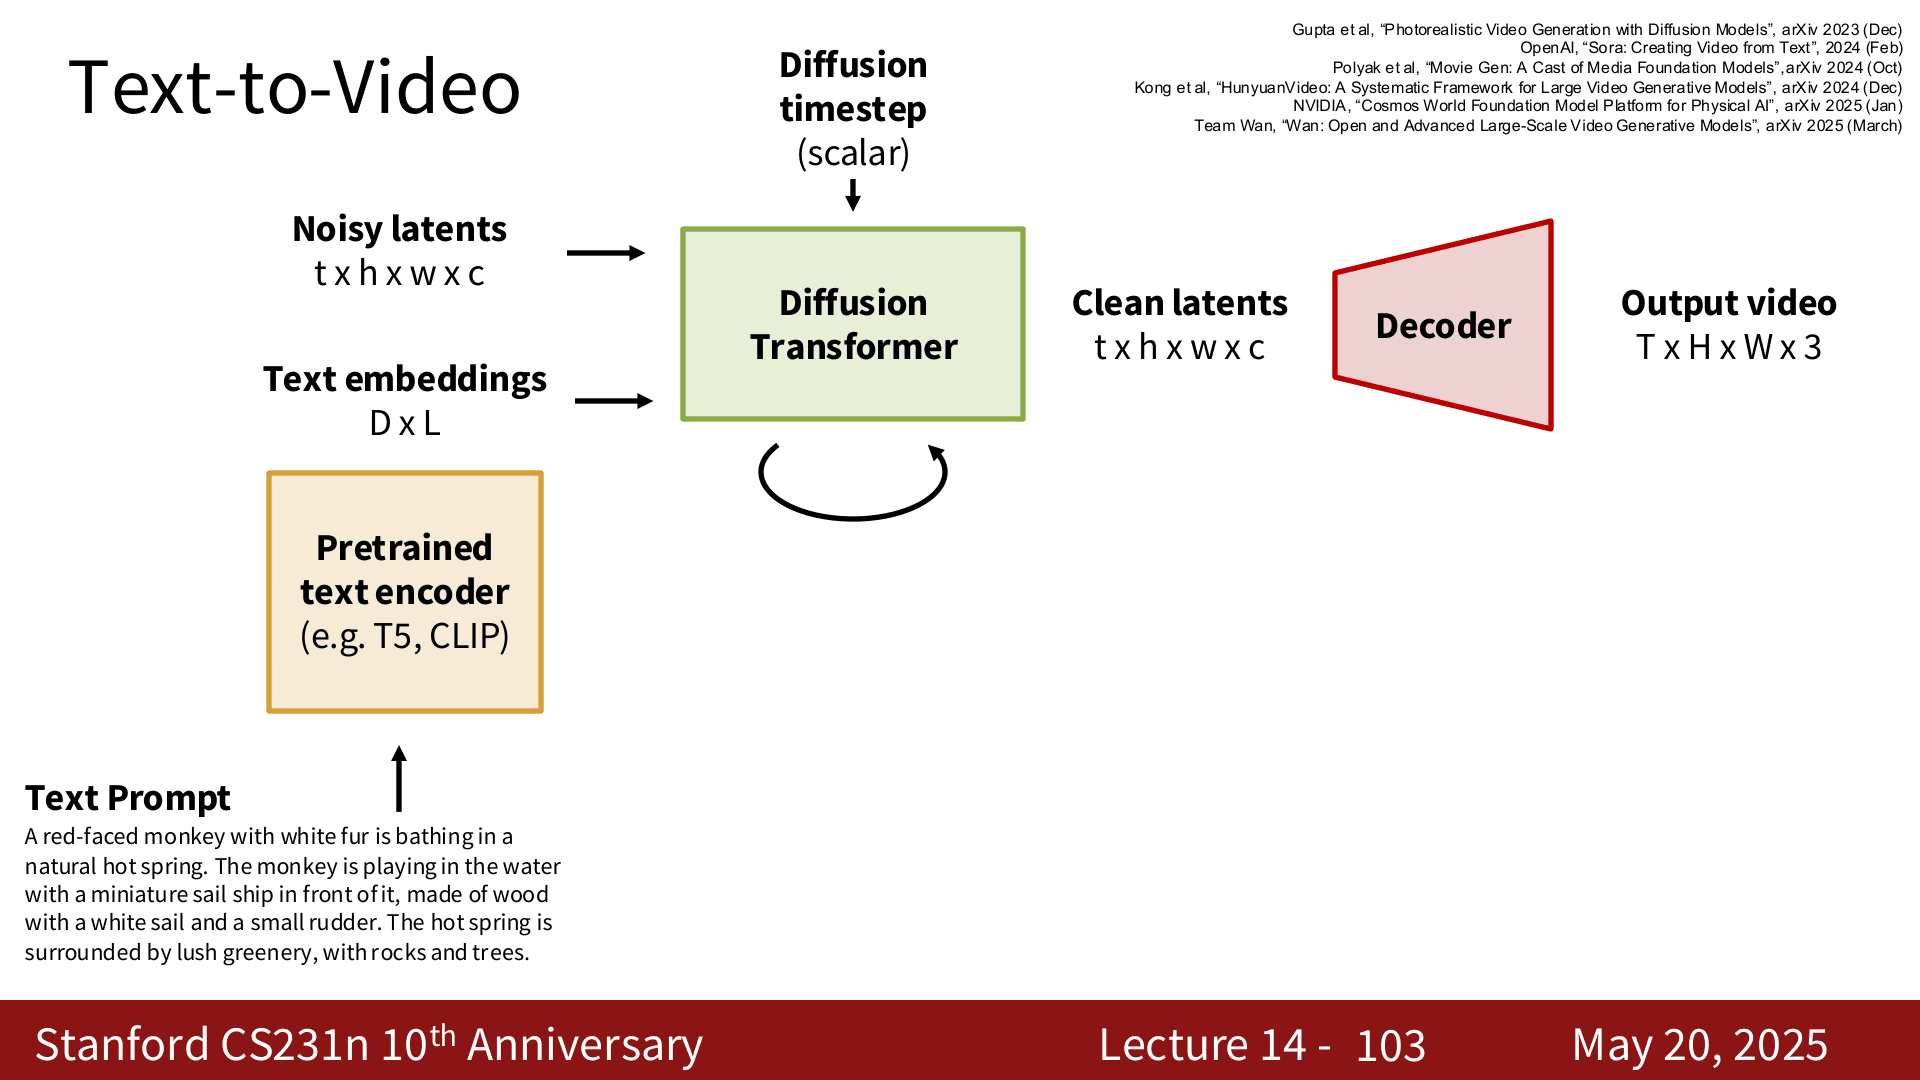 Text-to-Video
Gupta et al, “Photorealistic Video Generation with Diffusion Models”, arXiv 2023 (Dec)
OpenAI, “Sora: Creating Video from Text”, 2024 (Feb)
Polyak et al, “Movie Gen: A Cast of Media Foundation Models”, arXiv 2024 (Oct)
Kong et al, “HunyuanVideo: A Systematic Framework for Large Video Generative Models”, arXiv 2024 (Dec)
NVIDIA, “Cosmos World Foundation Model Platform for Physical AI”, arXiv 2025 (Jan)
Team Wan, “Wan: Open and Advanced Large-Scale Video Generative Models”, arXiv 2025 (March)
Diffusion
timestep
(scalar)
Noisy latents
t x h x w x c
Text embeddings
D x L
Diffusion
Transformer
Clean latents
t x h x w x c
Decoder
Output video
T x H x W x 3
Pretrained
text encoder
(e.g. T5, CLIP)
Text Prompt
A red-faced monkey with white fur is bathing in a
natural hot spring. The monkey is playing in the water
with a miniature sail ship in front of it, made of wood
with a white sail and a small rudder. The hot spring is
surrounded by lush greenery, with rocks and trees.
Stanford CS231n 10th Anniversary
Lecture 14 - 103
May 20, 2025